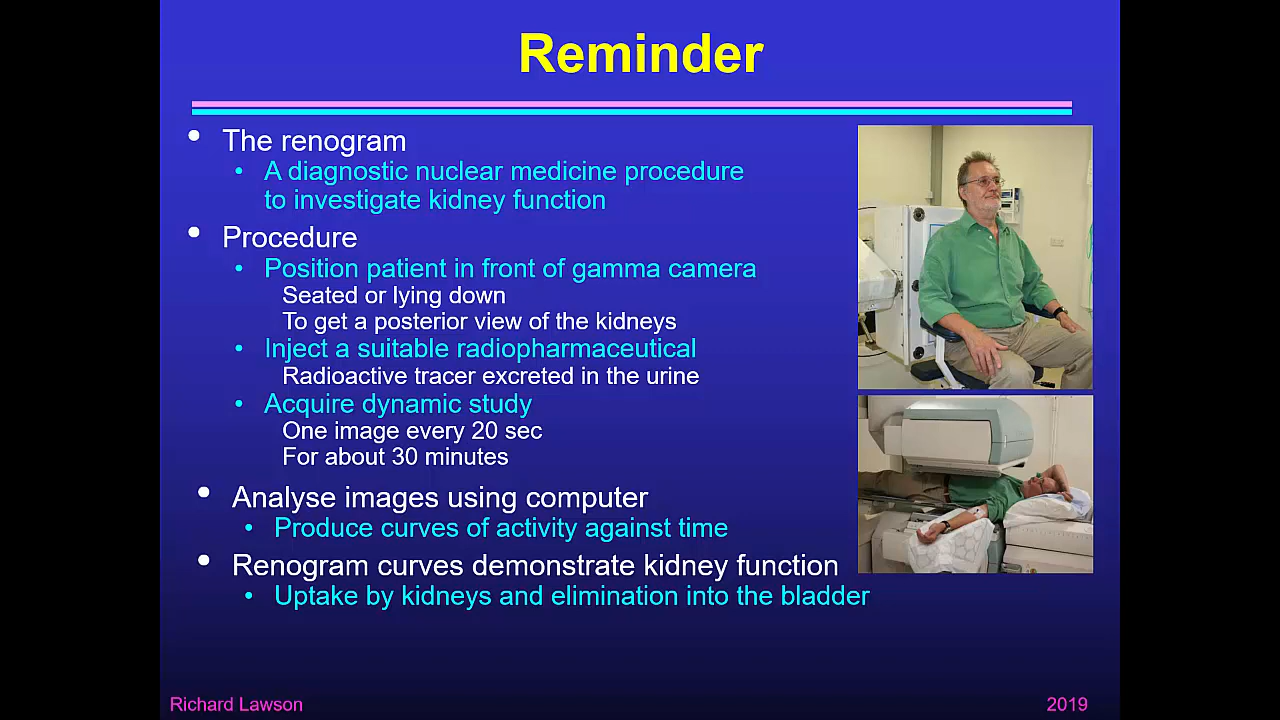 Reminder
• The renogram
• A diagnostic nuclear medicine procedure
to investigate kidney function
• Procedure
• Position patient in front of gamma camera
Seated or lying down
To get a posterior view of the kidneys
• Inject a suitable radiopharmaceutical
Radioactive tracer excreted in the urine
• Acquire dynamic study
One image every 20 sec
For about 30 minutes
• Analyse images using computer
• Produce curves of activity against time
• Renogram curves demonstrate kidney function
• Uptake by kidneys and elimination into the bladder
Richard Lawson
2019